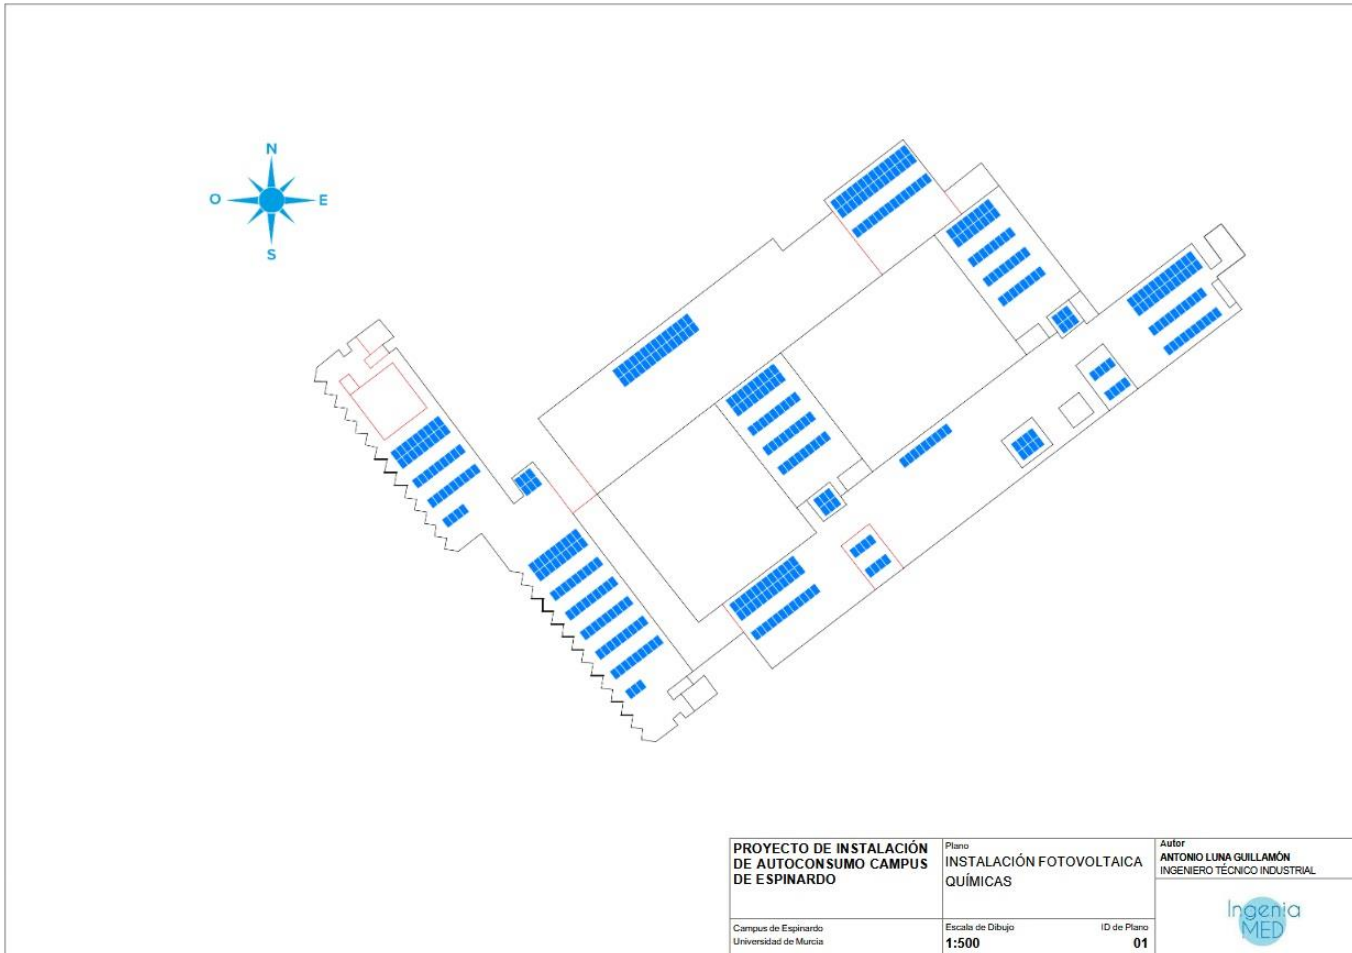 N
O
E
S
PROYECTO DE INSTALACIÓN
DE AUTOCONSUMO CAMPUS
DE ESPINARDO
Plano
INSTALACIÓN FOTOVOLTAICA
QUÍMICAS
Autor
ANTONIO LUNA GUILLAMÓN
INGENIERO TÉCNICO INDUSTRIAL
Campus de Espinardo
Universidad de Murcia
Escala de Dibujo
1:500
ID de Plano
01
Ingenia
MED